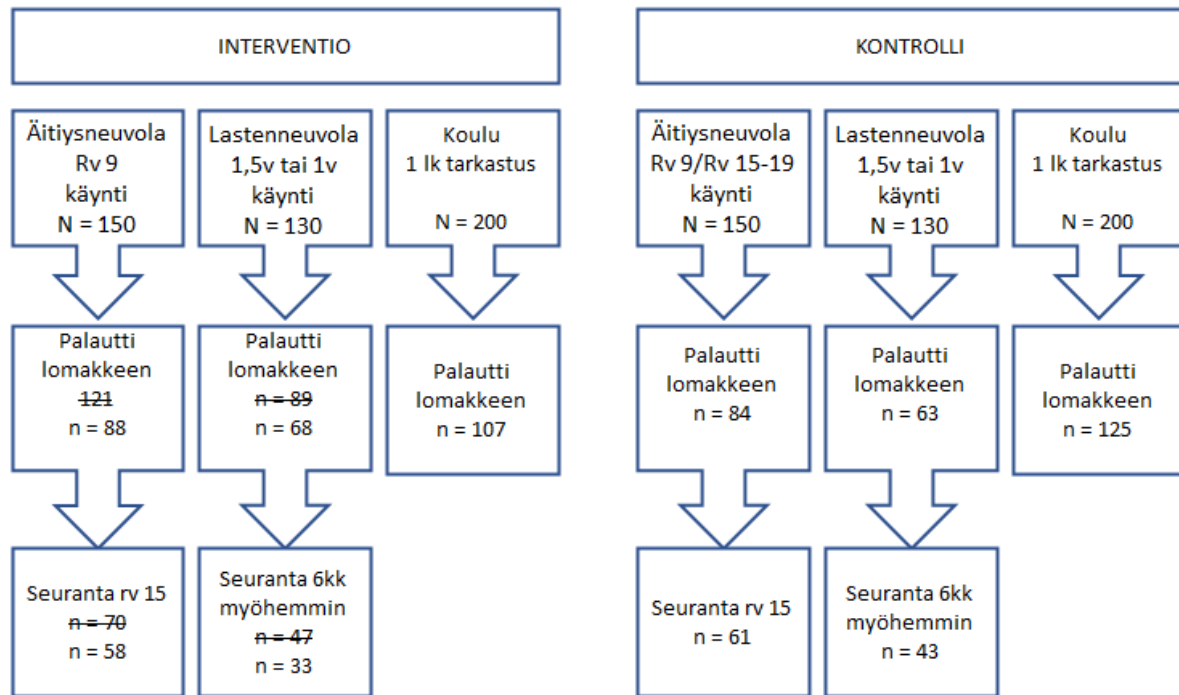 INTERVENTIO
Äitiysneuvola
Rv 9
käynti
N = 150
Lastenneuvola
1,5v tai 1v
käynti
N = 130
Koulu
1 lk tarkastus
N = 200
Palautti
lomakkeen
121
n = 88
Palautti
lomakkeen
n = 89
n = 68
Palautti
lomakkeen
n = 107
Seuranta rv 15
n = 70
n = 58
Seuranta 6kk
myöhemmin
n = 47
n = 33
KONTROLLI
Äitiysneuvola
Rv 9/Rv 15-19
käynti
N = 150
Lastenneuvola
1,5v tai 1v
käynti
N = 130
Koulu
1 lk tarkastus
N = 200
Palautti
lomakkeen
n = 84
Palautti
lomakkeen
n = 63
Palautti
lomakkeen
n = 125
Seuranta rv 15
n = 61
Seuranta 6kk
myöhemmin
n = 43